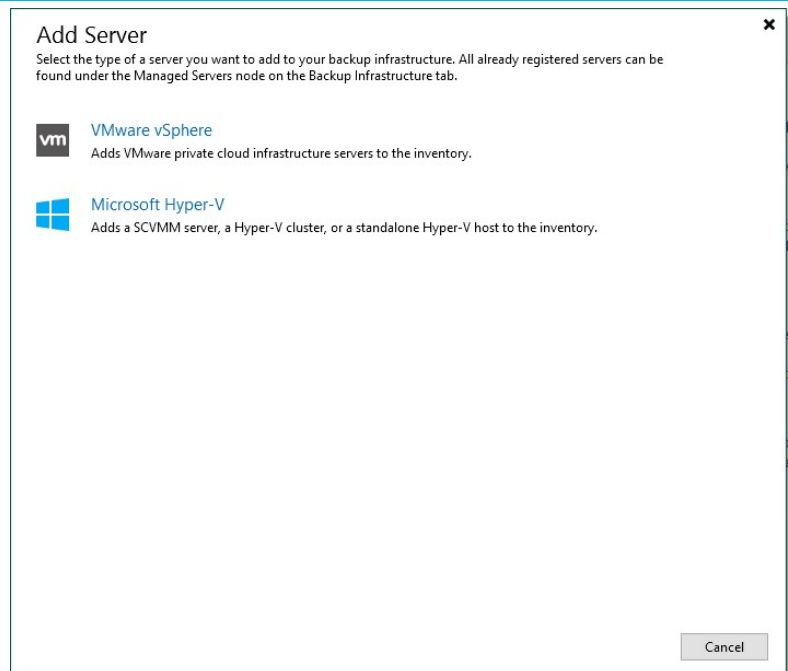 Add Server
Select the type of a server you want to add to your backup infrastructure. All already registered servers can be
found under the Managed Servers node on the Backup Infrastructure tab.
vm
VMware vSphere
Adds VMware private cloud infrastructure servers to the inventory.
Microsoft Hyper-V
Adds a SCVMM server, a Hyper-V cluster, or a standalone Hyper-V host to the inventory.
Cancel